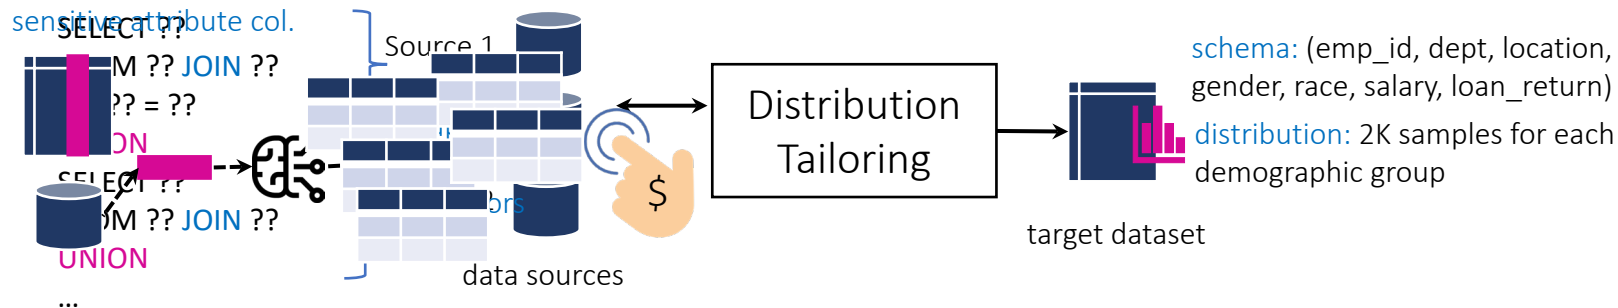 sensitive attribute col.
SELECT ??
M ?? JOIN ??
?? = ??
ON
SELECT ??
OM ?? JOIN ??
UNION
...
Source 1
ors
data sources
$
Distribution
Tailoring
target dataset
schema: (emp_id, dept, location,
gender, race, salary, loan_return)
distribution: 2K samples for each
demographic group